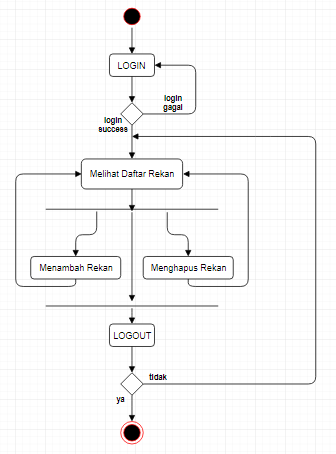 LOGIN
login
gagal
login
success
Melihat Daftar Rekan
Menambah Rekan
Menghapus Rekan
LOGOUT
tidak
ya